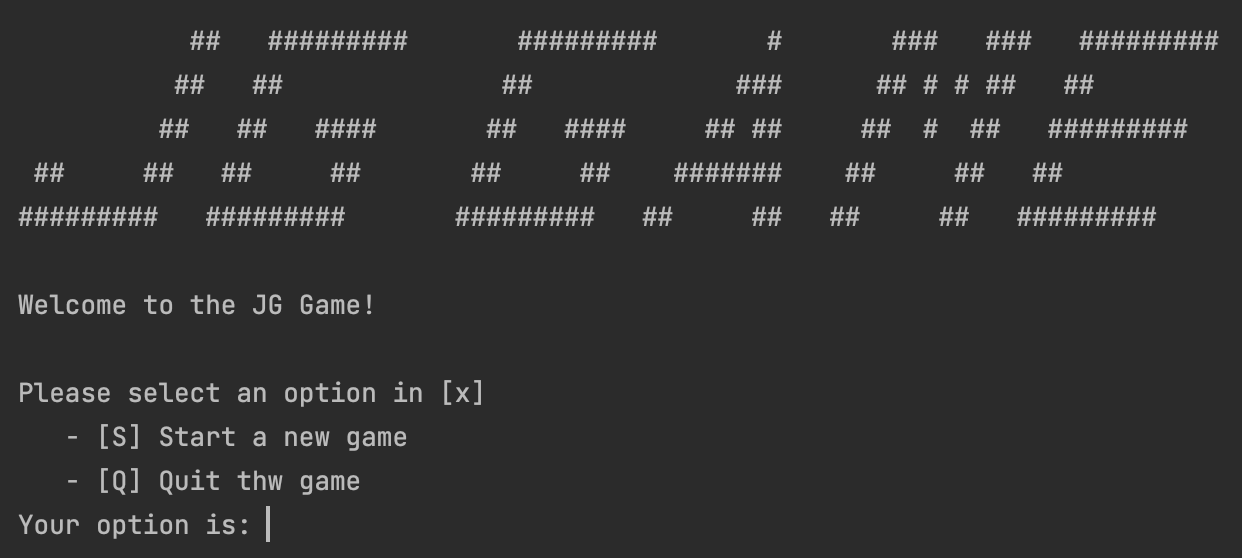 ##   #########       #########       #       ###   ###   #########
          ##   ##              ##             ###      ## # # ##   ##
         ##   ##   ####       ##   ####     ## ##     ##  #  ##   #########
 ##     ##   ##     ##       ##     ##    #######    ##     ##   ##
#########   #########       #########   ##     ##   ##     ##   #########
Welcome to the JG Game!
Please select an option in [x]
   - [S] Start a new game
   - [Q] Quit thw game
Your option is: